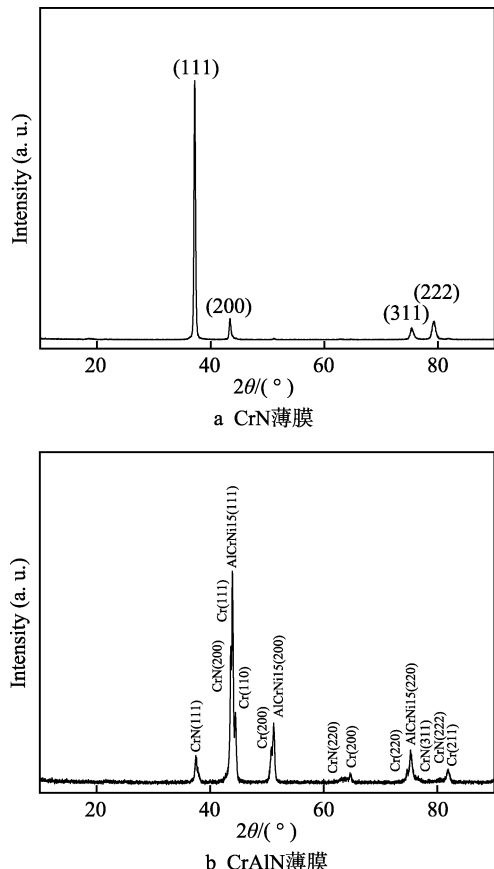 (111)
(200)
(311)
(222)
Intensity (a. u.)
20 40 60 80
2θ/( ° )
a CrN薄膜
CrN(111)
CrN(200)
Cr(111)
AlCrNi15(111)
Cr(110)
Cr(200)
AlCrNi15(200)
CrN(220)
Cr(200)
Cr(220)
AlCrNi15(220)
CrN(311)
CrN(222)
Cr(211)
Intensity (a. u.)
20 40 60 80
2θ/( ° )
b CrAlN薄膜